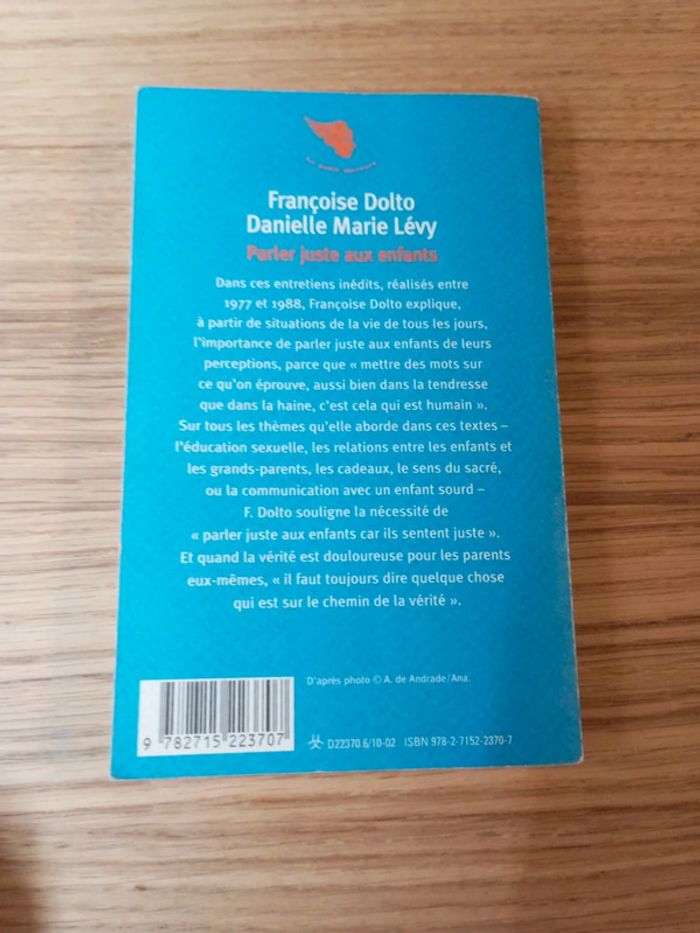 Le petit Mercure
Françoise Dolto
Danielle Marie Lévy
Parler juste aux enfants
Dans ces entretiens inédits, réalisés entre
1977 et 1988, Françoise Dolto explique,
à partir de situations de la vie de tous les jours,
l'importance de parler juste aux enfants de leurs
perceptions, parce que « mettre des mots sur
ce qu'on éprouve, aussi bien dans la tendresse
que dans la haine, c'est cela qui est humain ».
Sur tous les thèmes qu'elle aborde dans ces textes –
l'éducation sexuelle, les relations entre les enfants et
les grands-parents, les cadeaux, le sens du sacré,
ou la communication avec un enfant sourd –
F. Dolto souligne la nécessité de
« parler juste aux enfants car ils sentent juste ».
Et quand la vérité est douloureuse pour les parents
eux-mêmes, « il faut toujours dire quelque chose
qui est sur le chemin de la vérité ».
D'après photo © A. de Andrade/Ana.
9 782715 223707
D22370.6/10-02 ISBN 978-2-7152-2370-7